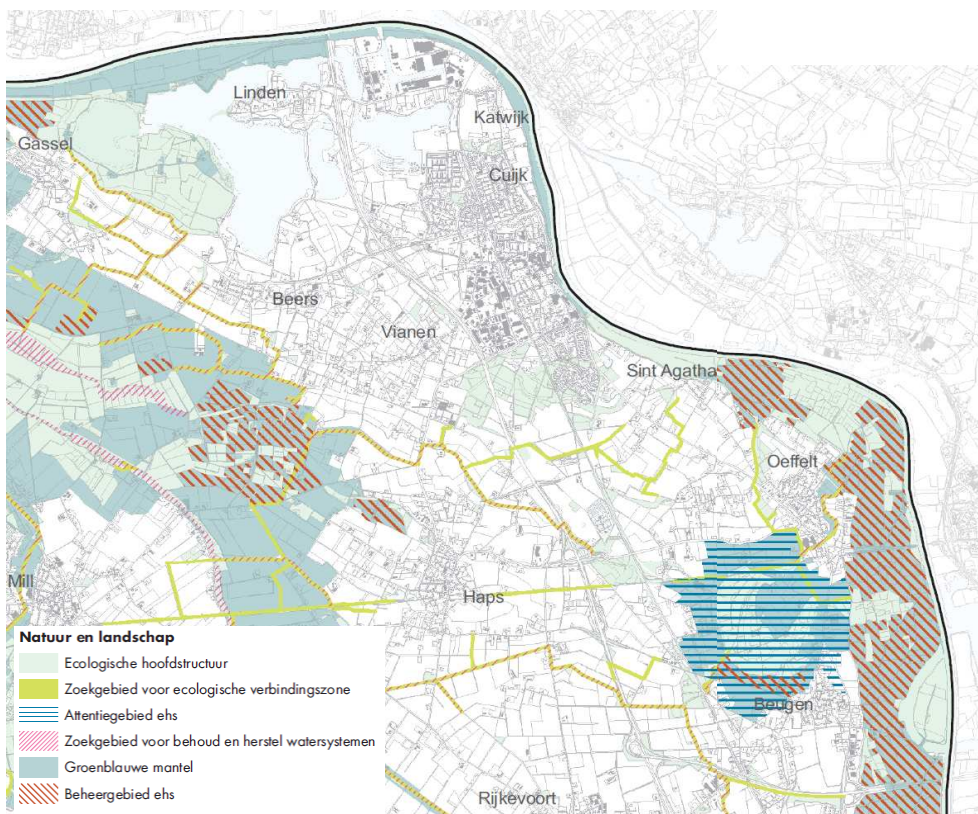 Linden
Katwijk
Gassel
Cuijk
Beers
Vianen
Sint Agatha
Oeffelt
Mill
Haps
Beugen
Rijkevoort
Natuur en landschap
Ecologische hoofdstructuur
Zoekgebied voor ecologische verbindingszone
Attentiegebied ehs
Zoekgebied voor behoud en herstel watersystemen
Groenblauwe mantel
Beheergebied ehs